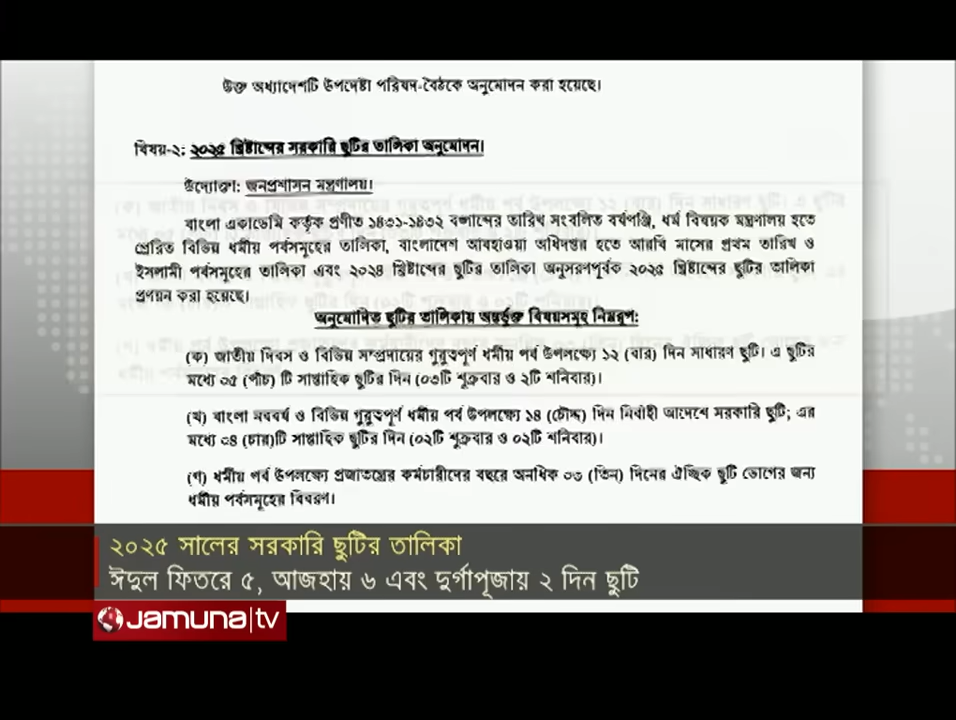 উক্ত অধ্যাদেশটি উপদেষ্টা পরিষদ-বৈঠকে অনুমোদন করা হয়েছে।
বিষয়-২: ২০২৫ খ্রিষ্টাব্দের সরকারি ছুটির তালিকা অনুমোদন।
উদ্যোক্তা: জনপ্রশাসন মন্ত্রণালয়।
বাংলা একাডেমি কর্তৃক প্রণীত ১৪৩১-১৪৩২ বঙ্গাব্দের তারিখ সংবলিত বর্ষপঞ্জি, ধর্ম বিষয়ক মন্ত্রণালয় হতে
প্রেরিত বিভিন্ন ধর্মীয় পর্বসমূহের তালিকা, বাংলাদেশ আবহাওয়া অধিদপ্তর হতে আরবি মাসের প্রথম তারিখ ও
ইসলামী পর্বসমূহের তালিকা এবং ২০২৪ খ্রিষ্টাব্দের ছুটির তালিকা অনুসরণপূর্বক ২০২৫ খ্রিষ্টাব্দের ছুটির তালিকা
প্রণয়ন করা হয়েছে।
অনুমোদিত ছুটির তালিকায় অন্তর্ভুক্ত বিষয়সমূহ নিম্নরূপ:
(ক) জাতীয় দিবস ও বিভিন্ন সম্প্রদায়ের গুরুত্বপূর্ণ ধর্মীয় পর্ব উপলক্ষ্যে ১২ (বার) দিন সাধারণ ছুটি। এ ছুটির
মধ্যে ০৫ (পাঁচ) টি সাপ্তাহিক ছুটির দিন (০৩টি শুক্রবার ও ২টি শনিবার)।
(খ) বাংলা নববর্ষ ও বিভিন্ন গুরুত্বপূর্ণ ধর্মীয় পর্ব উপলক্ষ্যে ১৪ (চৌদ্দ) দিন নির্বাহী আদেশে সরকারি ছুটি; এর
মধ্যে ০৪ (চার)টি সাপ্তাহিক ছুটির দিন (০২টি শুক্রবার ও ০২টি শনিবার)।
(গ) ধর্মীয় পর্ব উপলক্ষ্যে প্রজাতন্ত্রের কর্মচারীদের বছরে অনধিক ০৩ (তিন) দিনের ঐচ্ছিক ছুটি ভোগের জন্য
ধর্মীয় পর্বসমূহের বিবরণ।
২০২৫ সালের সরকারি ছুটির তালিকা
ঈদুল ফিতরে ৫, আজহায় ৬ এবং দুর্গাপূজায় ২ দিন ছুটি
Jamuna|tv